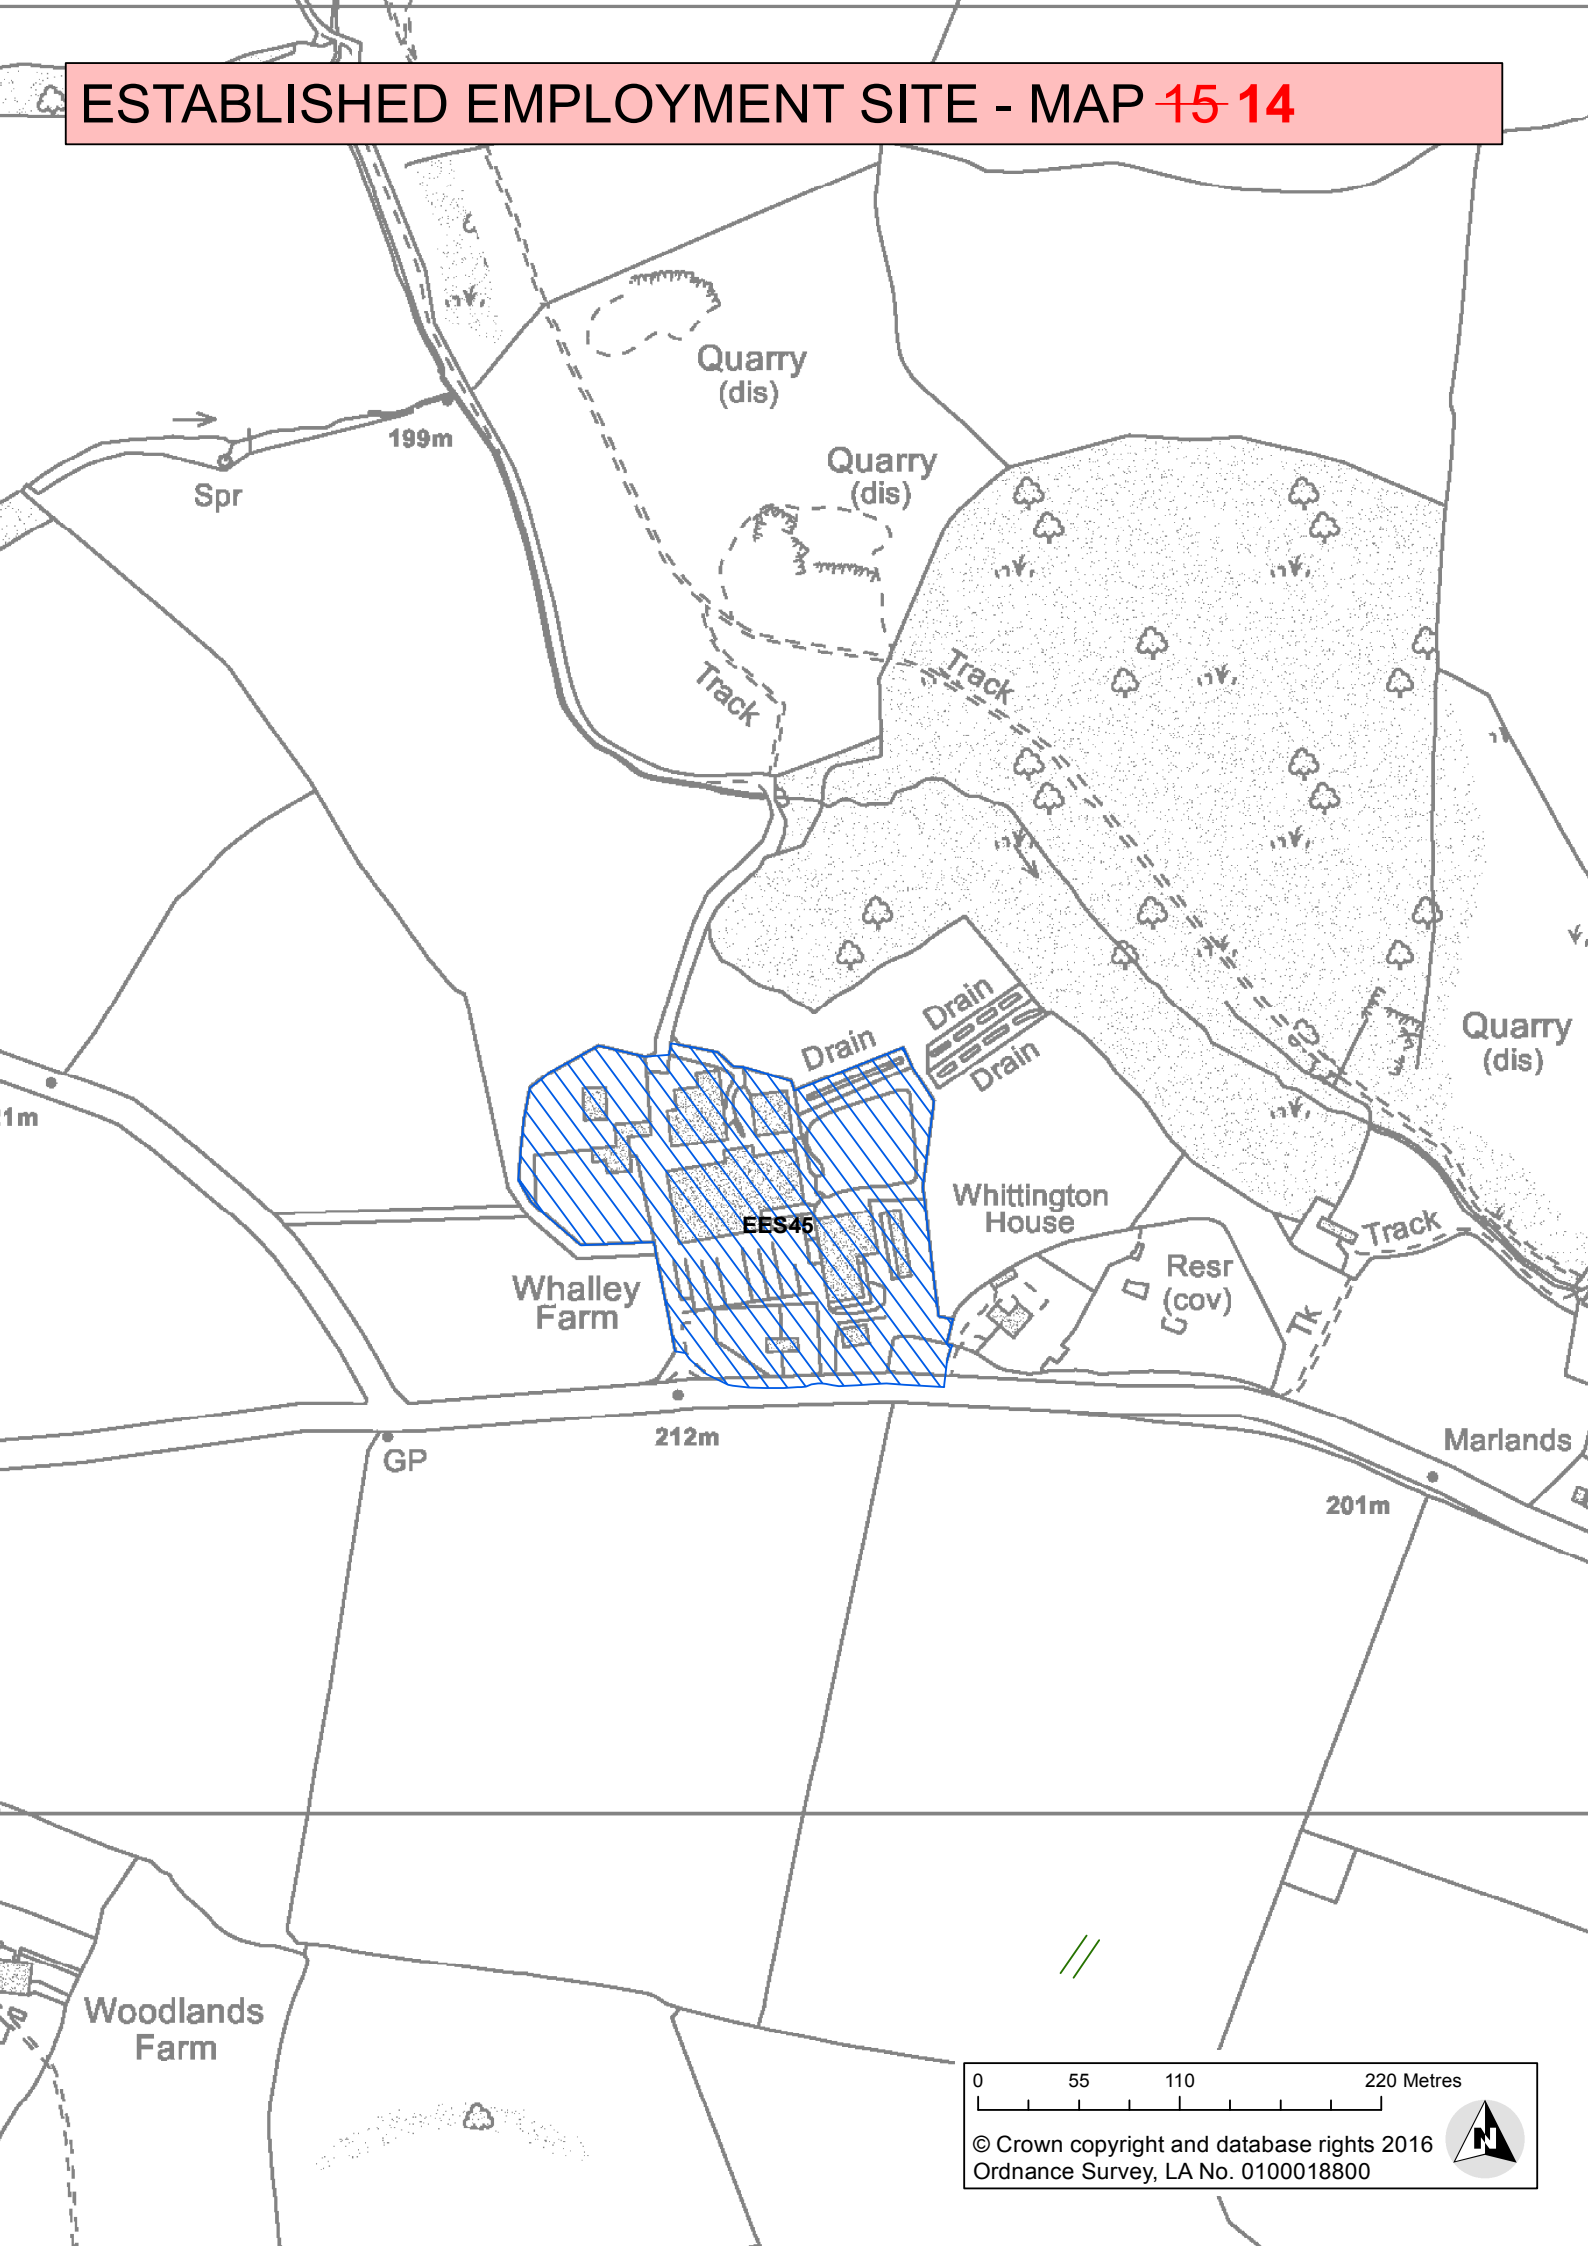 ESTABLISHED EMPLOYMENT SITE - MAP 15 14
Quarry
(dis)
199m
Quarry
(dis)
Spr
Track
Track
Drain
Drain
Drain
Quarry
(dis)
1m
Whittington
House
EES45
Track
Resr
(cov)
Whalley
Farm
Tk
212m
GP
Marlands
201m
Woodlands
Farm
0 55 110 220 Metres
© Crown copyright and database rights 2016
Ordnance Survey, LA No. 0100018800
N